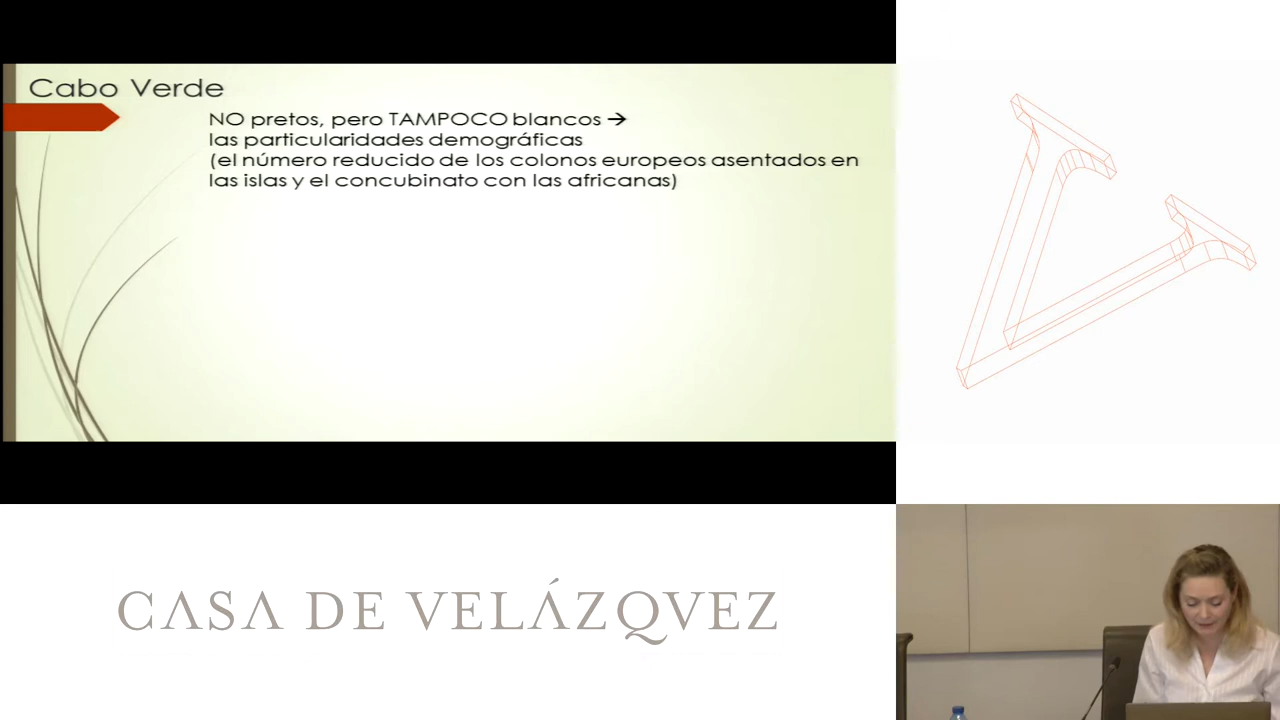 Cabo Verde
NO pretos, pero TAMPOCO blancos →
las particularidades demográficas
(el número reducido de los colonos europeos asentados en
las islas y el concubinato con las africanas)
CASA DE VELÁZQVEZ